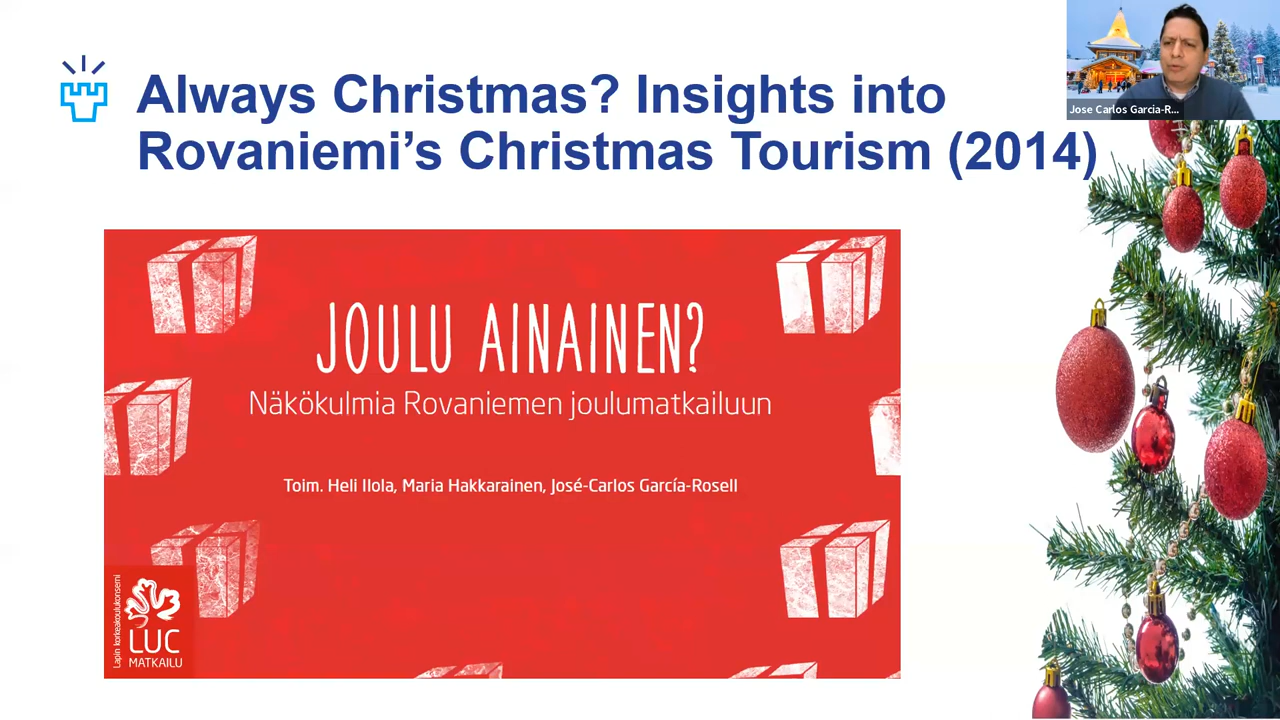 Always Christmas? Insights into
Rovaniemi's Christmas Tourism (2014)
Jose Carlos Garcia-R...
JOULU AINAINEN?
Näkökulmia Rovaniemen joulumatkailuun
Toim. Heli Ilola, Maria Hakkarainen, José-Carlos García-Rosell
Lapin korkeakoulukonserni
LUC
MATKAILU